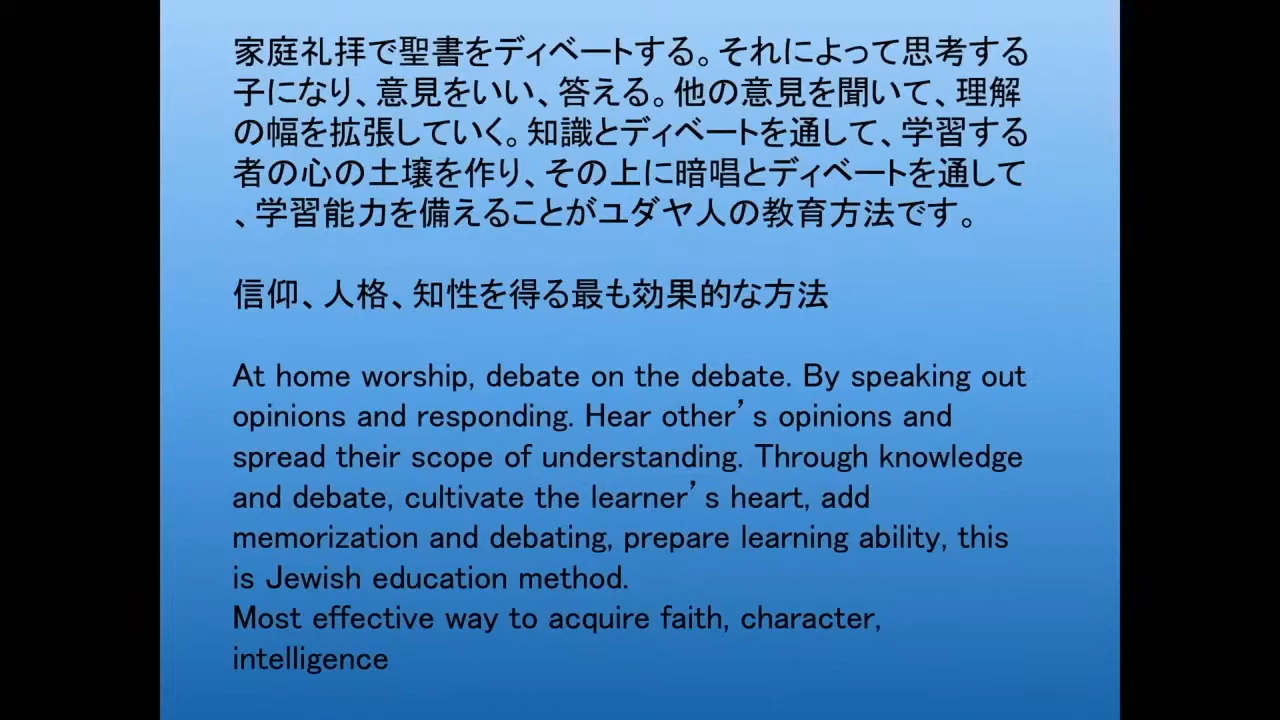 家庭礼拝で聖書をディベートする。それによって思考する
子になり、意見をいい、答える。他の意見を聞いて、理解
の幅を拡張していく。知識とディベートを通して、学習する
者の心の土壌を作り、その上に暗唱とディベートを通して
、学習能力を備えることがユダヤ人の教育方法です。
信仰、人格、知性を得る最も効果的な方法
At home worship, debate on the debate. By speaking out
opinions and responding. Hear other’s opinions and
spread their scope of understanding. Through knowledge
and debate, cultivate the learner’s heart, add
memorization and debating, prepare learning ability, this
is Jewish education method.
Most effective way to acquire faith, character,
intelligence